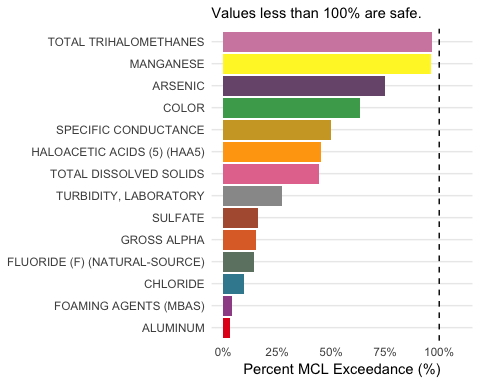 Values less than 100% are safe.
TOTAL TRIHALOMETHANES
MANGANESE
ARSENIC
COLOR
SPECIFIC CONDUCTANCE
HALOACETIC ACIDS (5) (HAA5)
TOTAL DISSOLVED SOLIDS
TURBIDITY, LABORATORY
SULFATE
GROSS ALPHA
FLUORIDE (F) (NATURAL-SOURCE)
CHLORIDE
FOAMING AGENTS (MBAS)
ALUMINUM
0% 25% 50% 75% 100%
Percent MCL Exceedance (%)